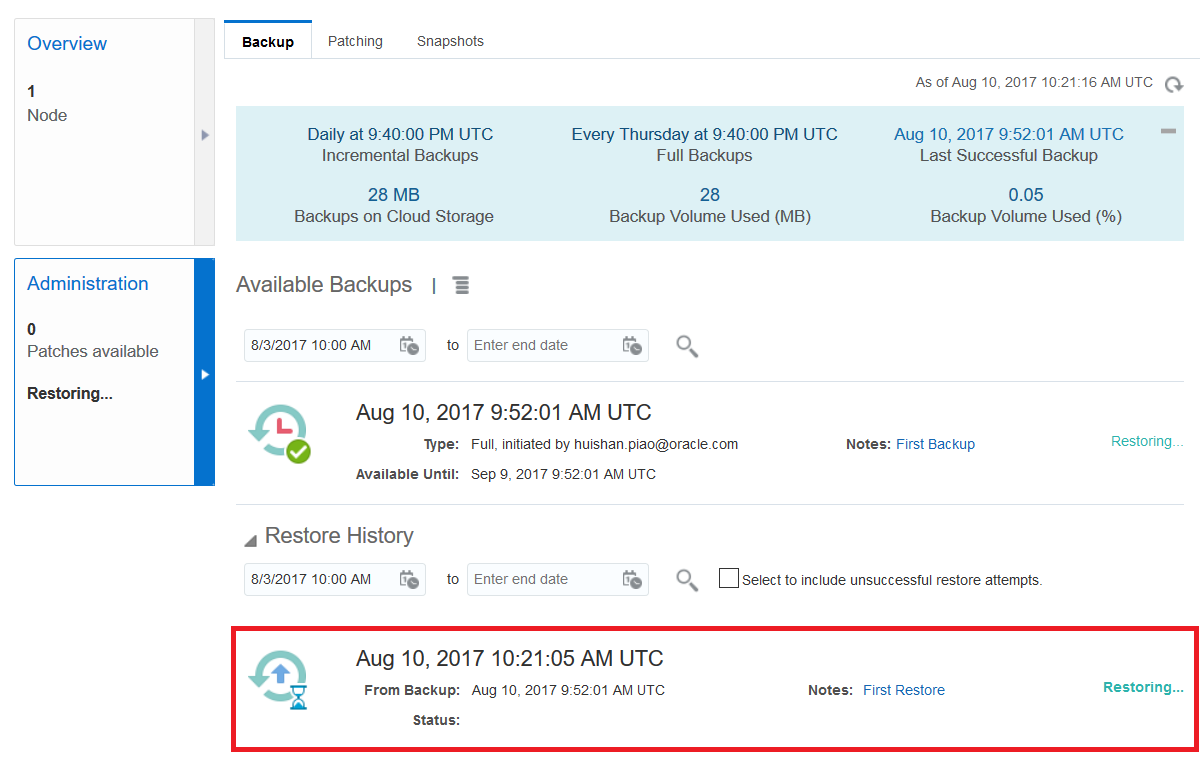 Overview
1
Node
Administration
0
Patches available
Restoring...
Backup Patching Snapshots
As of Aug 10, 2017 10:21:16 AM UTC
Daily at 9:40:00 PM UTC Every Thursday at 9:40:00 PM UTC Aug 10, 2017 9:52:01 AM UTC
Incremental Backups Full Backups Last Successful Backup
28 MB 28 0.05
Backups on Cloud Storage Backup Volume Used (MB) Backup Volume Used (%)
Available Backups |
8/3/2017 10:00 AM to Enter end date
Aug 10, 2017 9:52:01 AM UTC
Type: Full, initiated by huishan.piao@oracle.com Notes: First Backup Restoring...
Available Until: Sep 9, 2017 9:52:01 AM UTC
Restore History
8/3/2017 10:00 AM to Enter end date Select to include unsuccessful restore attempts.
Aug 10, 2017 10:21:05 AM UTC
From Backup: Aug 10, 2017 9:52:01 AM UTC Notes: First Restore Restoring...
Status: